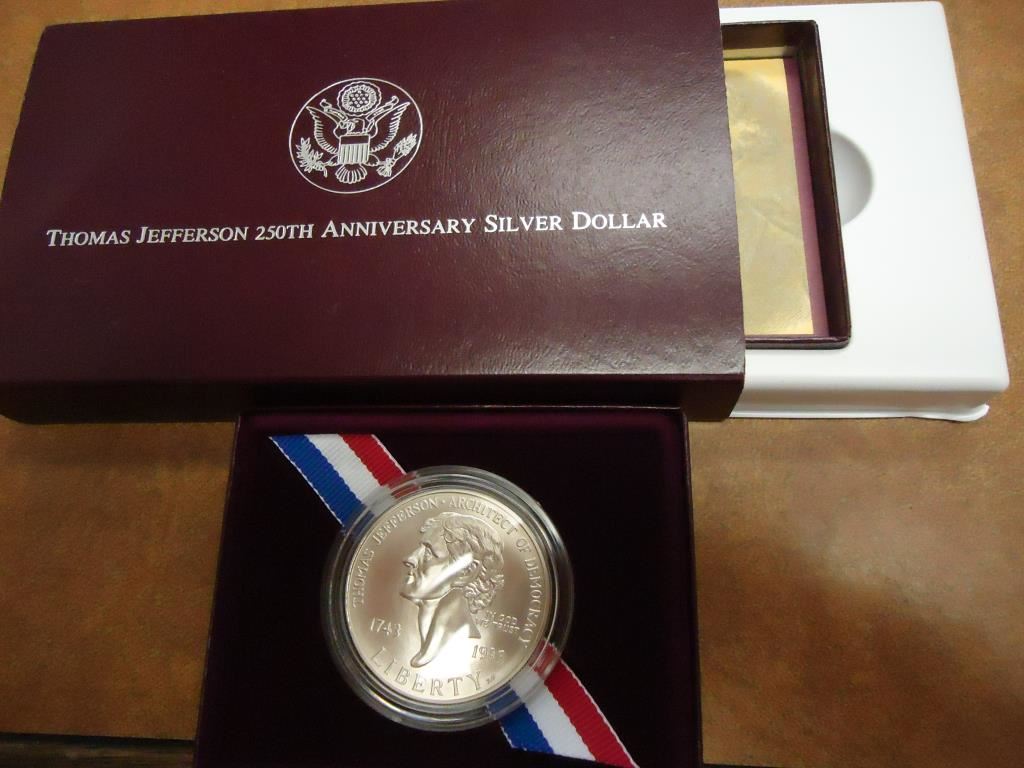 THOMAS JEFFERSON 250TH ANNIVERSARY SILVER DOLLAR
THOMAS JEFFERSON · ARCHITECT OF DEMOCRACY
IN GOD
WE TRUST
1743
LIBERTY